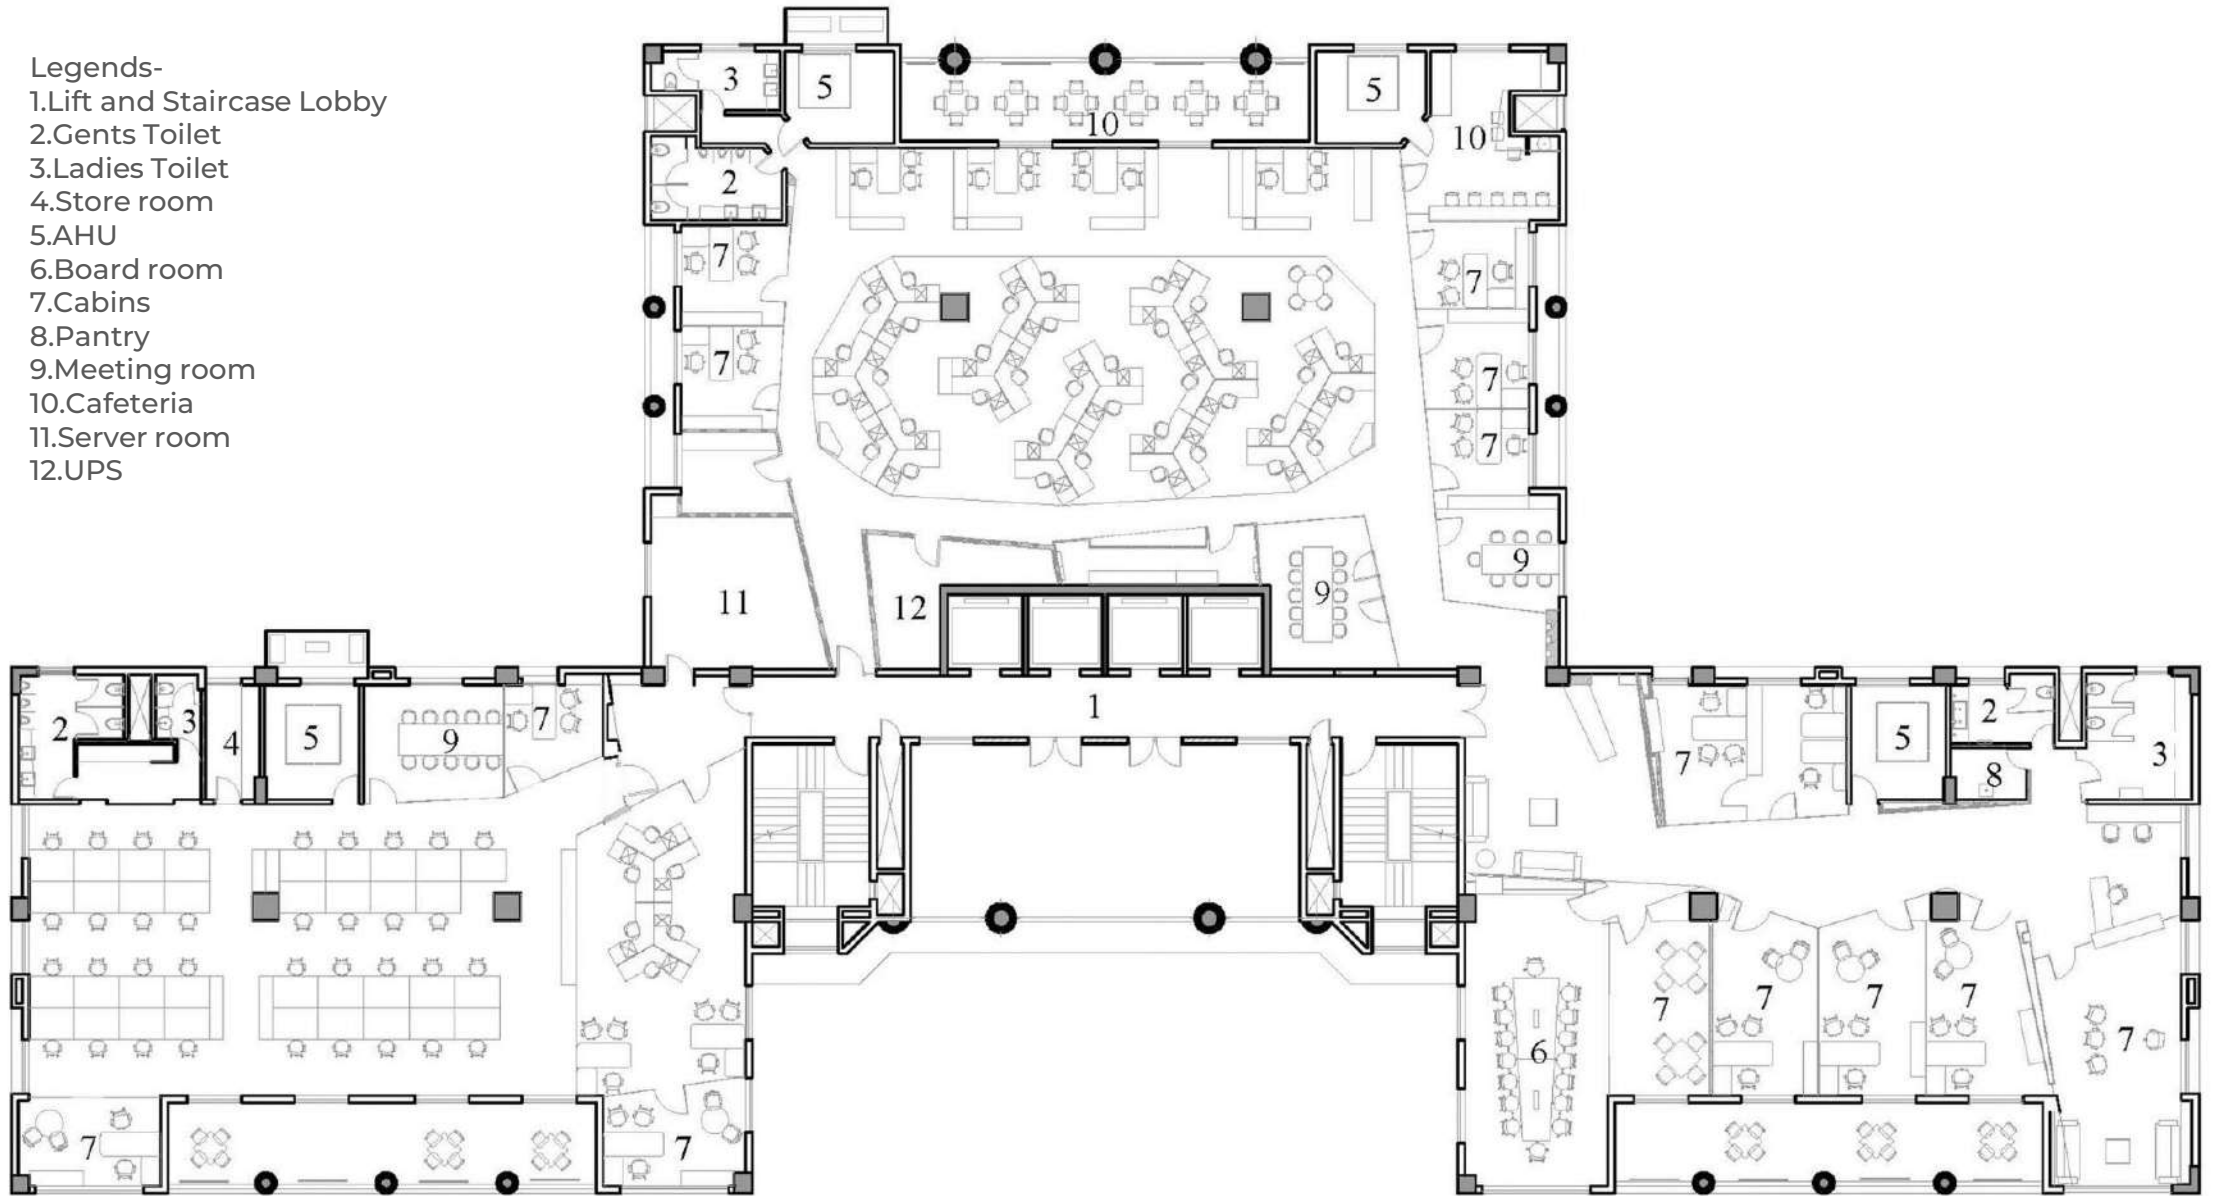 Legends-
1.Lift and Staircase Lobby
2.Gents Toilet
3.Ladies Toilet
4.Store room
5.AHU
6.Board room
7.Cabins
8.Pantry
9.Meeting room
10.Cafeteria
11.Server room
12.UPS
3
5
5
10
10
2
7
7
7
7
7
9
9
11
12
1
2
3
4
5
9
7
7
5
2
8
3
7
7
7
7
7
6
7
7